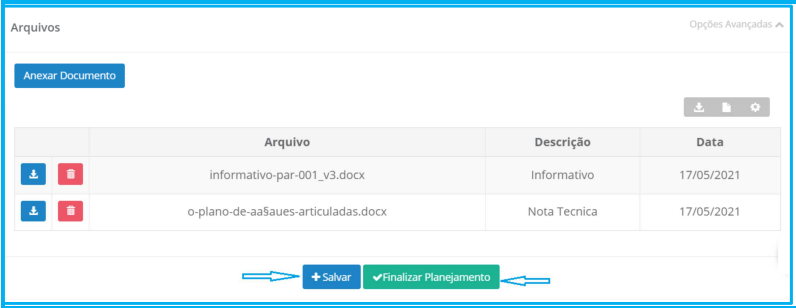 Arquivos
Opções Avançadas
Anexar Documento
Arquivo Descrição Data
informativo-par-001_v3.docx Informativo 17/05/2021
o-plano-de-aa§aues-articuladas.docx Nota Tecnica 17/05/2021
Salvar Finalizar Planejamento